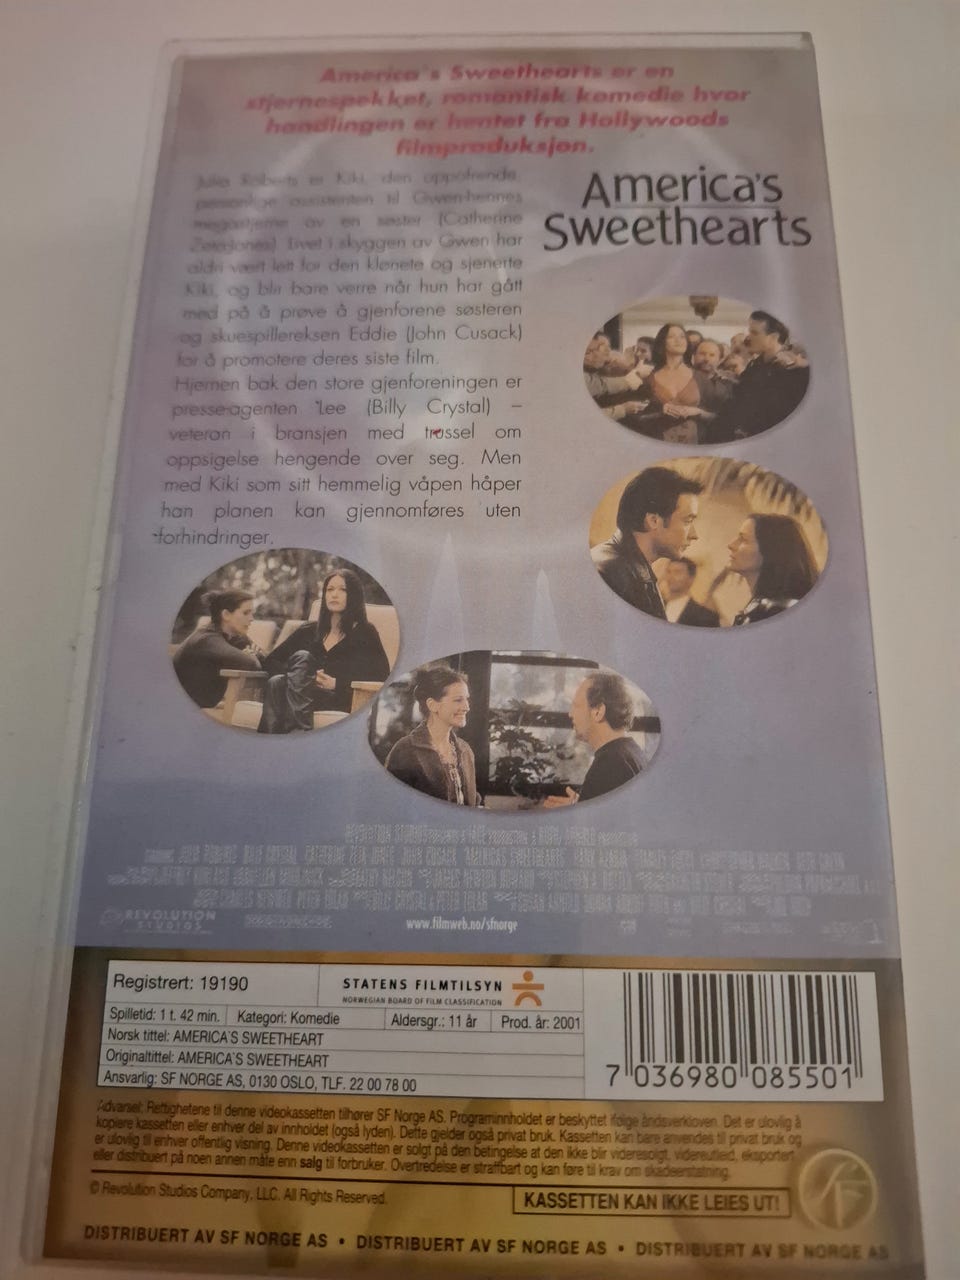 America's Sweethearts er en
stjernespekket, romantisk komedie hvor
handlingen er hentet fra Hollywoods
filmproduksjon.
Julia Roberts er Kiki, den oppofrende,
personlige assistenten til Gwen-hennes
megastjerne av en søster (Catherine
Zeta-Jones). Livet i skyggen av Gwen har
aldri vært lett for den klønete og sjenerte
Kiki, og blir bare verre når hun har gått
med på å prøve å gjenforene søsteren
og skuespillereksen Eddie (John Cusack)
for å promotere deres siste film.
Hjernen bak den store gjenforeningen er
presse-agenten Lee (Billy Crystal) –
veteran i bransjen med trussel om
oppsigelse hengende over seg. Men
med Kiki som sitt hemmelig våpen håper
han planen kan gjennomføres uten
forhindringer.
America's
Sweethearts
REVOLUTION
STUDIOS
www.filmweb.no/sfnorge
Registrert: 19190
STATENS FILMTILSYN
NORWEGIAN BOARD OF FILM CLASSIFICATION
Spilletid: 1 t. 42 min. Kategori: Komedie Aldersgr.: 11 år Prod. år: 2001
Norsk tittel: AMERICA'S SWEETHEART
Originaltittel: AMERICA'S SWEETHEART
Ansvarlig: SF NORGE AS, 0130 OSLO, TLF. 22 00 78 00
7 036980 085501
Advarsel: Rettighetene til denne videokassetten tilhører SF Norge AS. Programinnholdet er beskyttet ifølge åndsverkloven. Det er ulovlig å
kopiere kassetten eller enhver del av innholdet (også lyden). Dette gjelder også privat bruk. Kassetten kan bare anvendes til privat bruk og
er ulovlig til enhver offentlig visning. Denne videokassetten er solgt på den betingelse at den ikke blir videresolgt, videreutleid, eksportert
eller distribuert på noen annen måte enn salg til forbruker. Overtredelse er straffbart og kan føre til krav om skadeerstatning.
© Revolution Studios Company, LLC. All Rights Reserved.
KASSETTEN KAN IKKE LEIES UT!
DISTRIBUERT AV SF NORGE AS • DISTRIBUERT AV SF NORGE AS • DISTRIBUERT AV SF NORGE AS